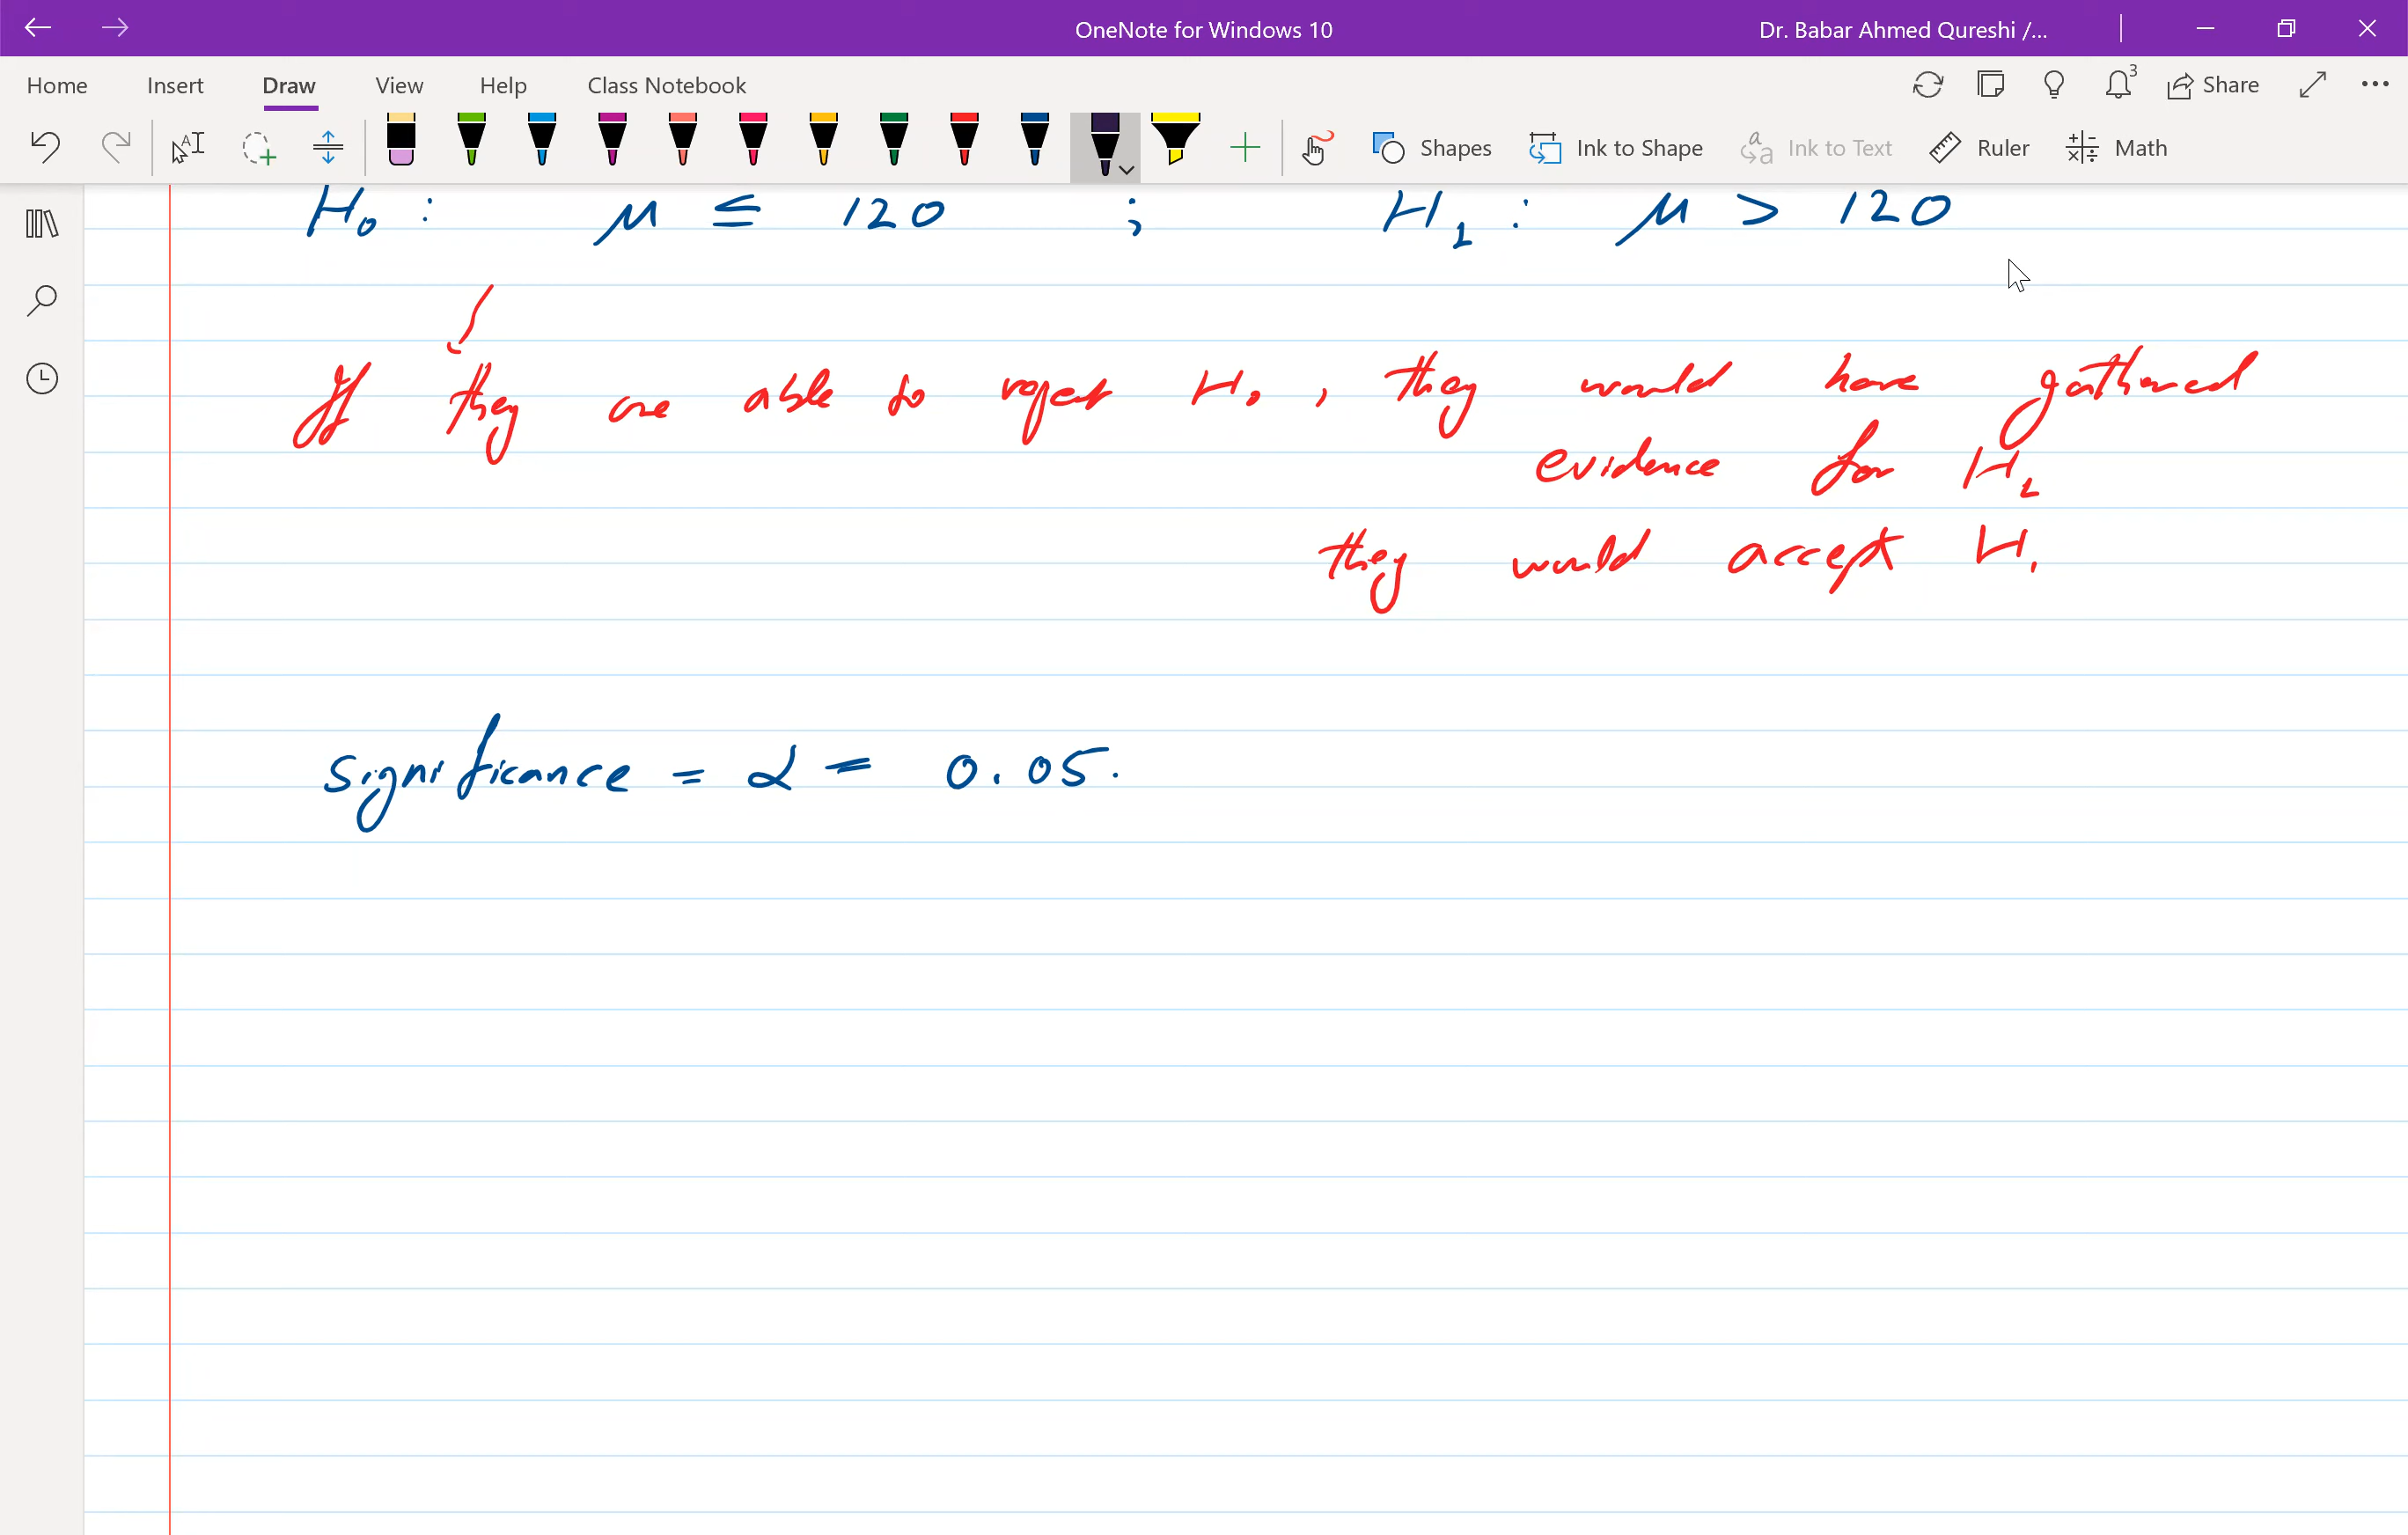 OneNote for Windows 10 Dr. Babar Ahmed Qureshi /...
Home Insert Draw View Help Class Notebook 3 Share
Shapes Ink to Shape Ink to Text Ruler Math
H₀ : μ ≤ 120 ; H₁ : μ > 120
If they are able to reject H₀ , they would have gathered
evidence for H₁
they would accept H₁
significance = α = 0.05.